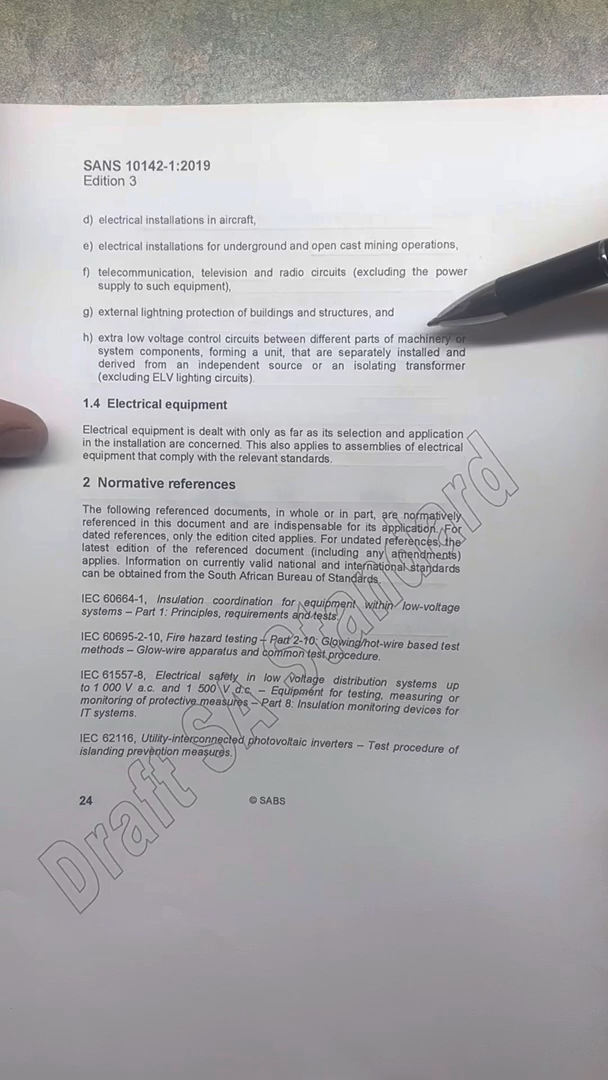 SANS 10142-1:2019
Edition 3
d) electrical installations in aircraft,
e) electrical installations for underground and open cast mining operations,
f) telecommunication, television and radio circuits (excluding the power
supply to such equipment),
g) external lightning protection of buildings and structures, and
h) extra low voltage control circuits between different parts of machinery or
system components, forming a unit, that are separately installed and
derived from an independent source or an isolating transformer
(excluding ELV lighting circuits).
1.4 Electrical equipment
Electrical equipment is dealt with only as far as its selection and application
in the installation are concerned. This also applies to assemblies of electrical
equipment that comply with the relevant standards.
2 Normative references
The following referenced documents, in whole or in part, are normatively
referenced in this document and are indispensable for its application. For
dated references, only the edition cited applies. For undated references, the
latest edition of the referenced document (including any amendments)
applies. Information on currently valid national and international standards
can be obtained from the South African Bureau of Standards.
IEC 60664-1, Insulation coordination for equipment within low-voltage
systems – Part 1: Principles, requirements and tests.
IEC 60695-2-10, Fire hazard testing – Part 2-10: Glowing/hot-wire based test
methods – Glow-wire apparatus and common test procedure.
IEC 61557-8, Electrical safety in low voltage distribution systems up
to 1 000 V a.c. and 1 500 V d.c. – Equipment for testing, measuring or
monitoring of protective measures – Part 8: Insulation monitoring devices for
IT systems.
IEC 62116, Utility-interconnected photovoltaic inverters – Test procedure of
islanding prevention measures.
24 © SABS
Draft SA Standard